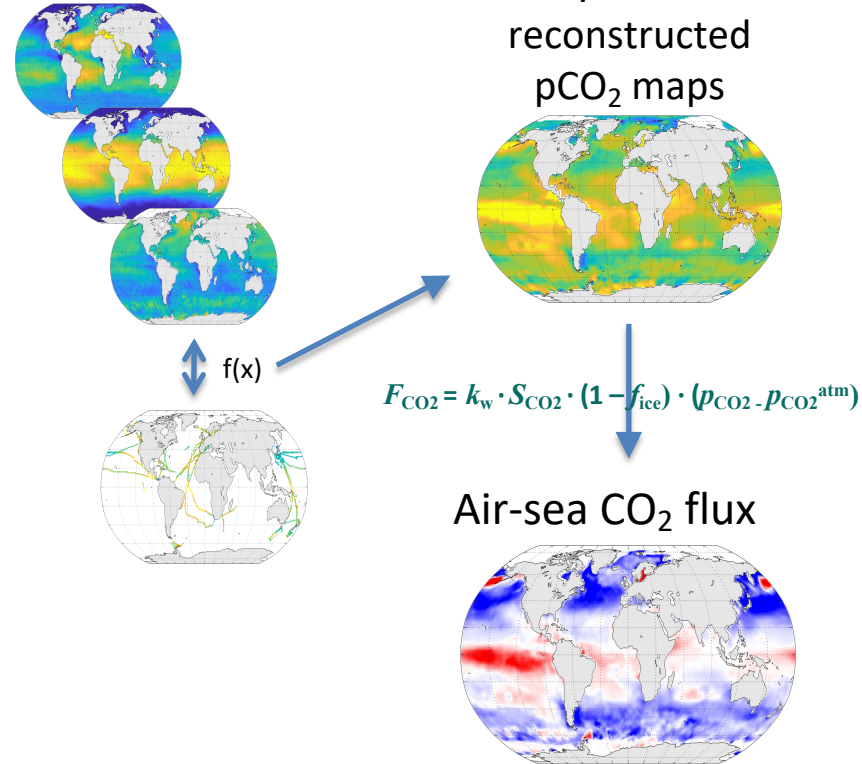 reconstructed
pCO₂ maps
f(x)
F_CO2 = k_w · S_CO2 · (1 – f_ice) · (p_CO2 - p_CO2^atm)
Air-sea CO₂ flux